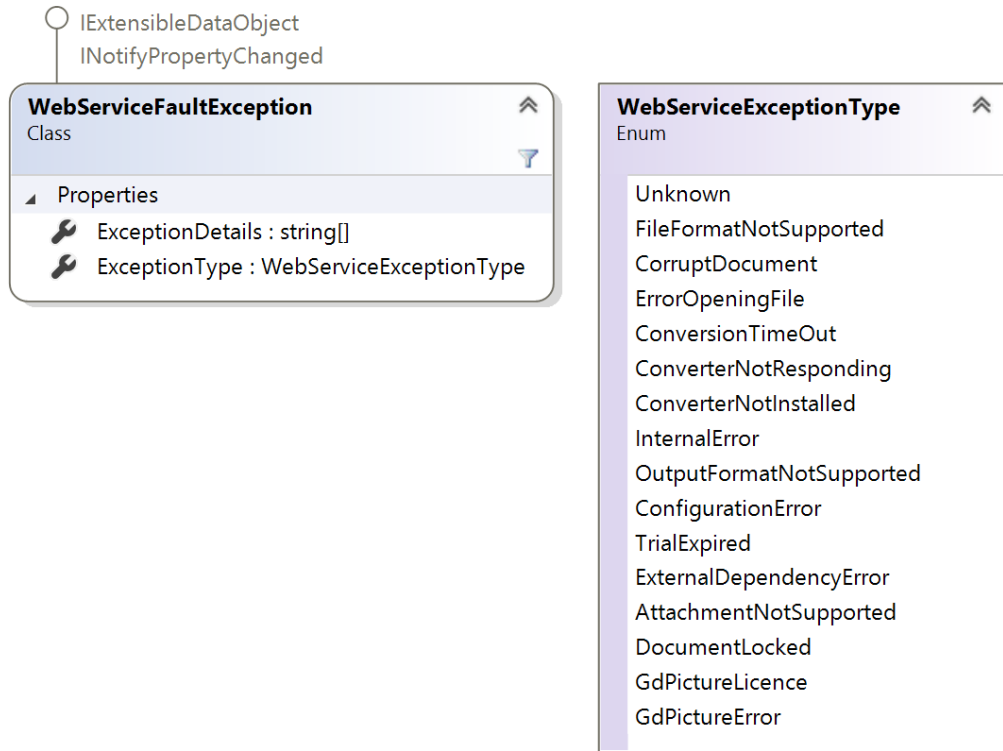 IExtensibleDataObject
INotifyPropertyChanged
WebServiceFaultException
Class
Properties
ExceptionDetails : string[]
ExceptionType : WebServiceExceptionType
WebServiceExceptionType
Enum
Unknown
FileFormatNotSupported
CorruptDocument
ErrorOpeningFile
ConversionTimeOut
ConverterNotResponding
ConverterNotInstalled
InternalError
OutputFormatNotSupported
ConfigurationError
TrialExpired
ExternalDependencyError
AttachmentNotSupported
DocumentLocked
GdPictureLicence
GdPictureError